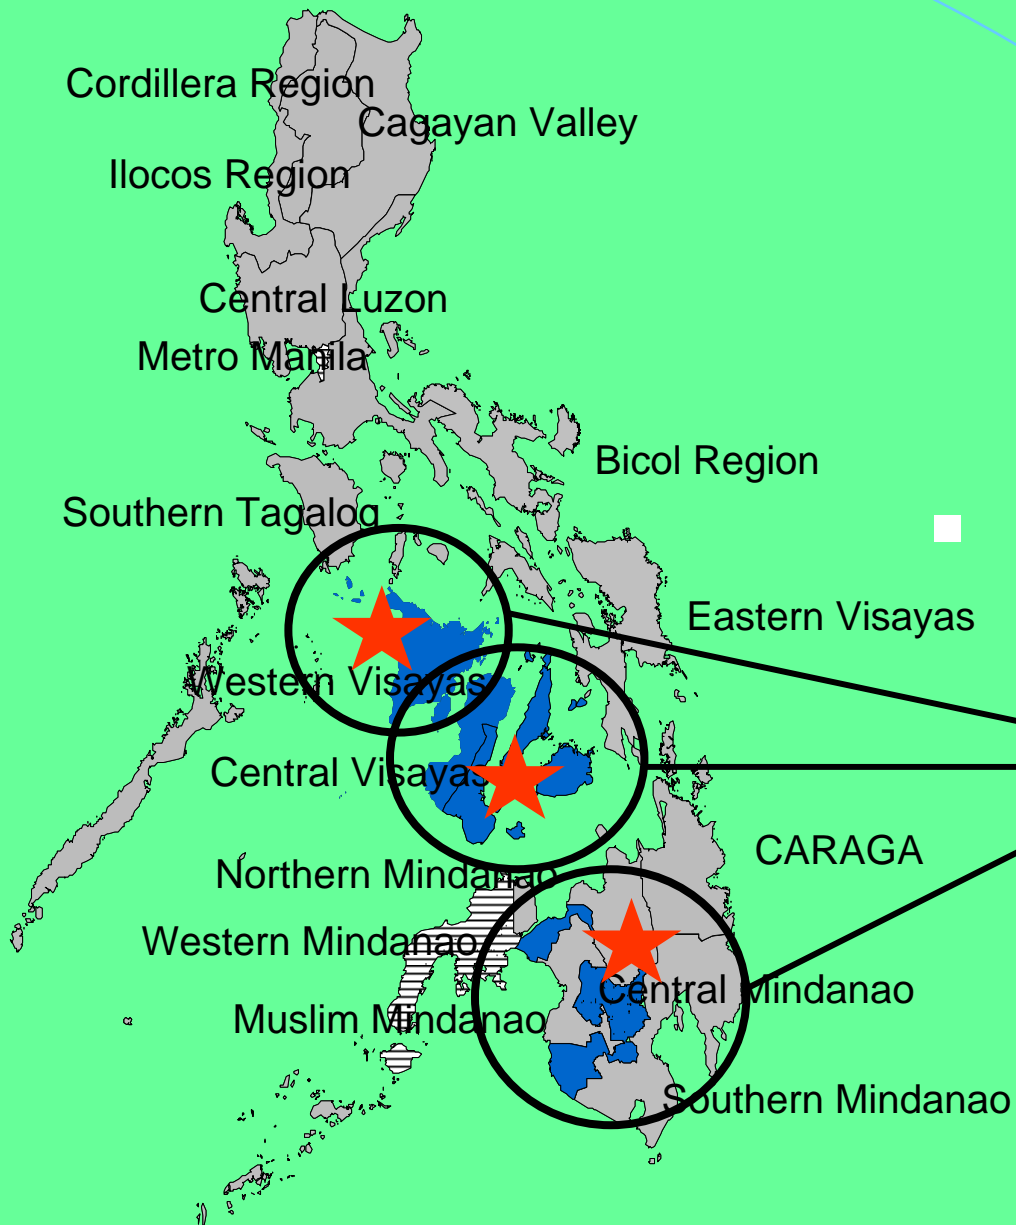 Cordillera Region
Cagayan Valley
Ilocos Region
Central Luzon
Metro Manila
Bicol Region
Southern Tagalog
Eastern Visayas
Western Visayas
Central Visayas
CARAGA
Northern Mindanao
Western Mindanao
Central Mindanao
Muslim Mindanao
Southern Mindanao